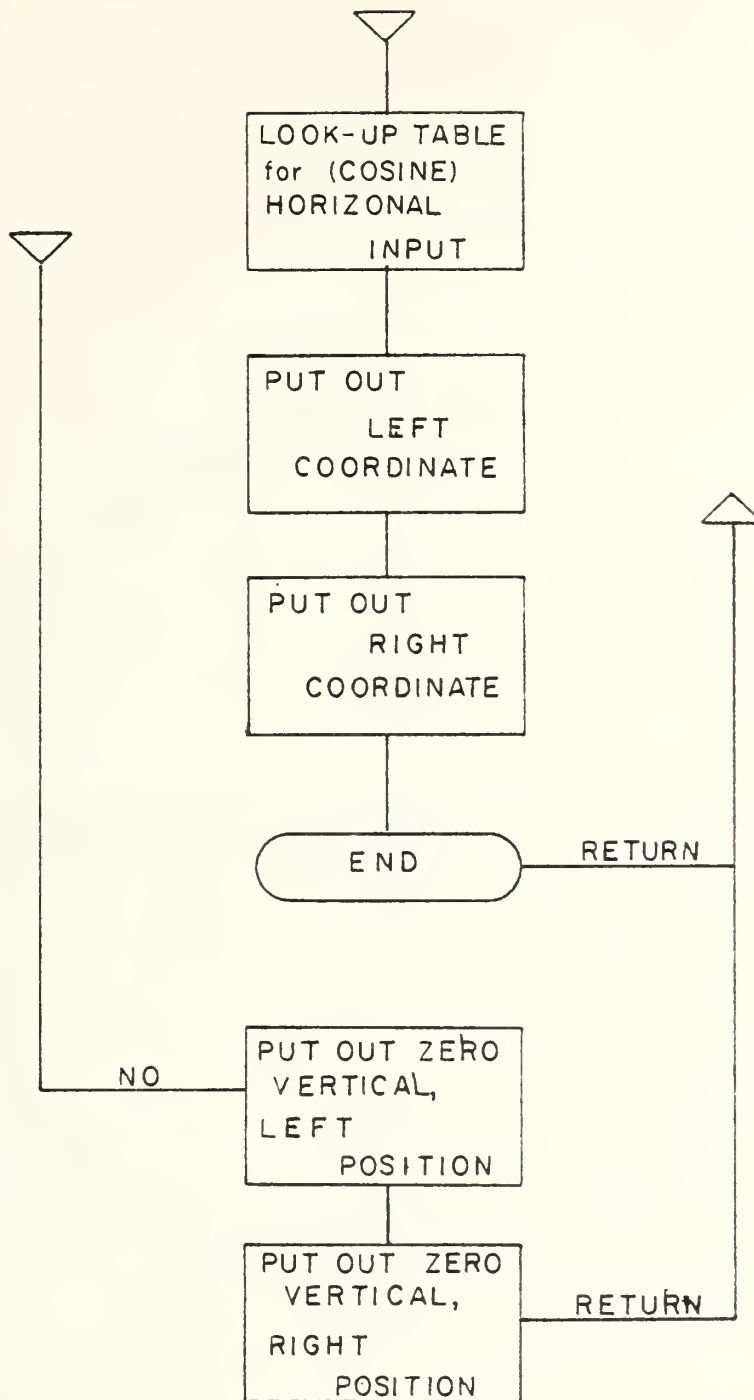 LOOK-UP TABLE
for (COSINE)
HORIZONAL
INPUT
PUT OUT
LEFT
COORDINATE
PUT OUT
RIGHT
COORDINATE
END
RETURN
NO
PUT OUT ZERO
VERTICAL,
LEFT
POSITION
PUT OUT ZERO
VERTICAL,
RIGHT
POSITION
RETURN